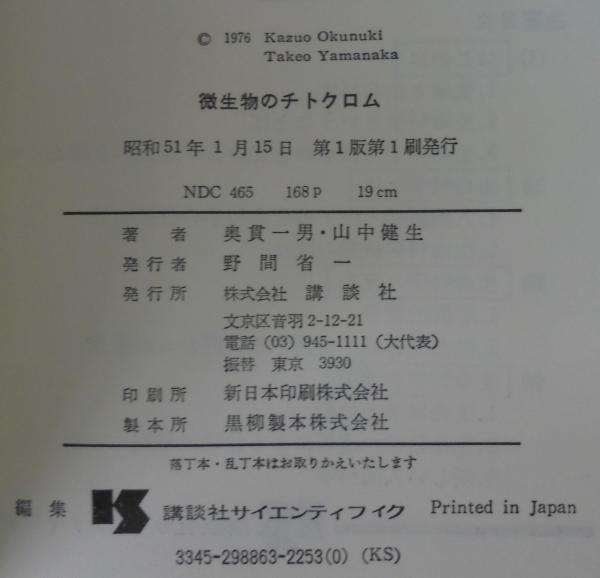 © 1976 Kazuo Okunuki
Takeo Yamanaka
微生物のチトクロム
昭和51年1月15日 第1版第1刷発行
NDC 465 168p 19cm
著者 奥貫一男・山中健生
発行者 野間省一
発行所 株式会社 講談社
文京区音羽2-12-21
電話 (03) 945-1111 (大代表)
振替 東京 3930
印刷所 新日本印刷株式会社
製本所 黒柳製本株式会社
落丁本・乱丁本はお取りかえいたします
編集 KS 講談社サイエンティフィク Printed in Japan
3345-298863-2253(0) (KS)